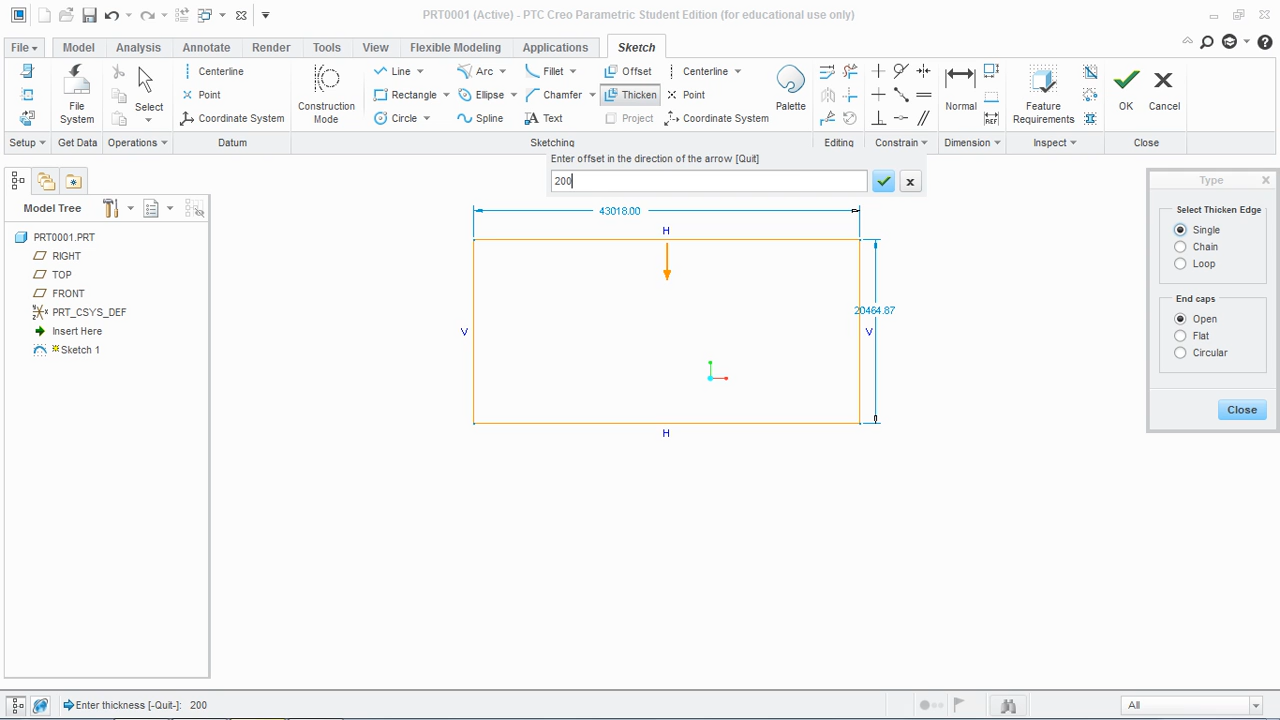 PRT0001 (Active) - PTC Creo Parametric Student Edition (for educational use only)
File Model Analysis Annotate Render Tools View Flexible Modeling Applications Sketch
File System
Select
Centerline
Point
Coordinate System
Construction Mode
Line Arc Fillet Offset Centerline
Rectangle Ellipse Chamfer Thicken Point
Circle Spline Text Project Coordinate System
Palette
Normal
REF
Feature Requirements
OK
Cancel
Setup Get Data Operations Datum Sketching Editing Constrain Dimension Inspect Close
Enter offset in the direction of the arrow [Quit]
200
Model Tree
PRT0001.PRT
RIGHT
TOP
FRONT
PRT_CSYS_DEF
Insert Here
Sketch 1
43018.00
H
V
20464.87
V
H
Type
Select Thicken Edge
Single
Chain
Loop
End caps
Open
Flat
Circular
Close
Enter thickness [-Quit-]: 200
All